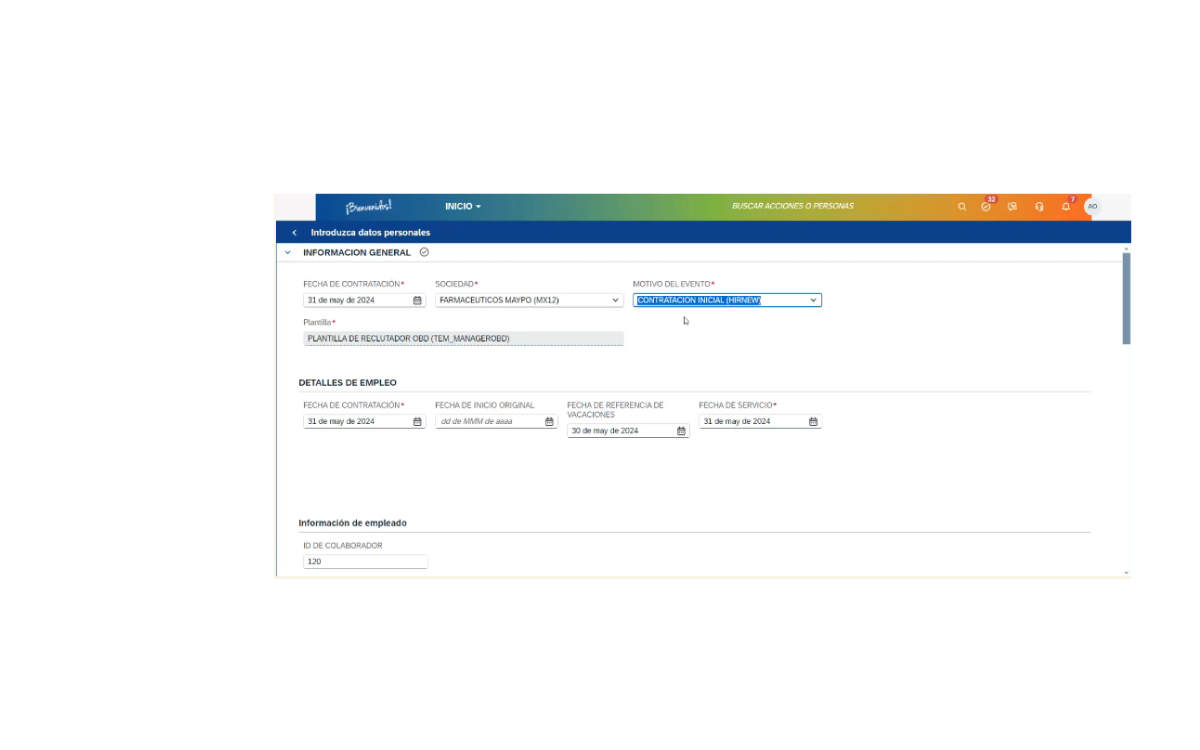 ¡Bienvenidos!
INICIO
BUSCAR ACCIONES O PERSONAS
32
7
AO
Introduzca datos personales
INFORMACION GENERAL
FECHA DE CONTRATACIÓN*
SOCIEDAD*
MOTIVO DEL EVENTO*
31 de may de 2024
FARMACEUTICOS MAYPO (MX12)
CONTRATACION INICIAL (HIRNEW)
Plantilla*
PLANTILLA DE RECLUTADOR OBD (TEM_MANAGEROBD)
DETALLES DE EMPLEO
FECHA DE CONTRATACIÓN*
FECHA DE INICIO ORIGINAL
FECHA DE REFERENCIA DE
VACACIONES
FECHA DE SERVICIO*
31 de may de 2024
dd de MMM de aaaa
30 de may de 2024
31 de may de 2024
Información de empleado
ID DE COLABORADOR
120